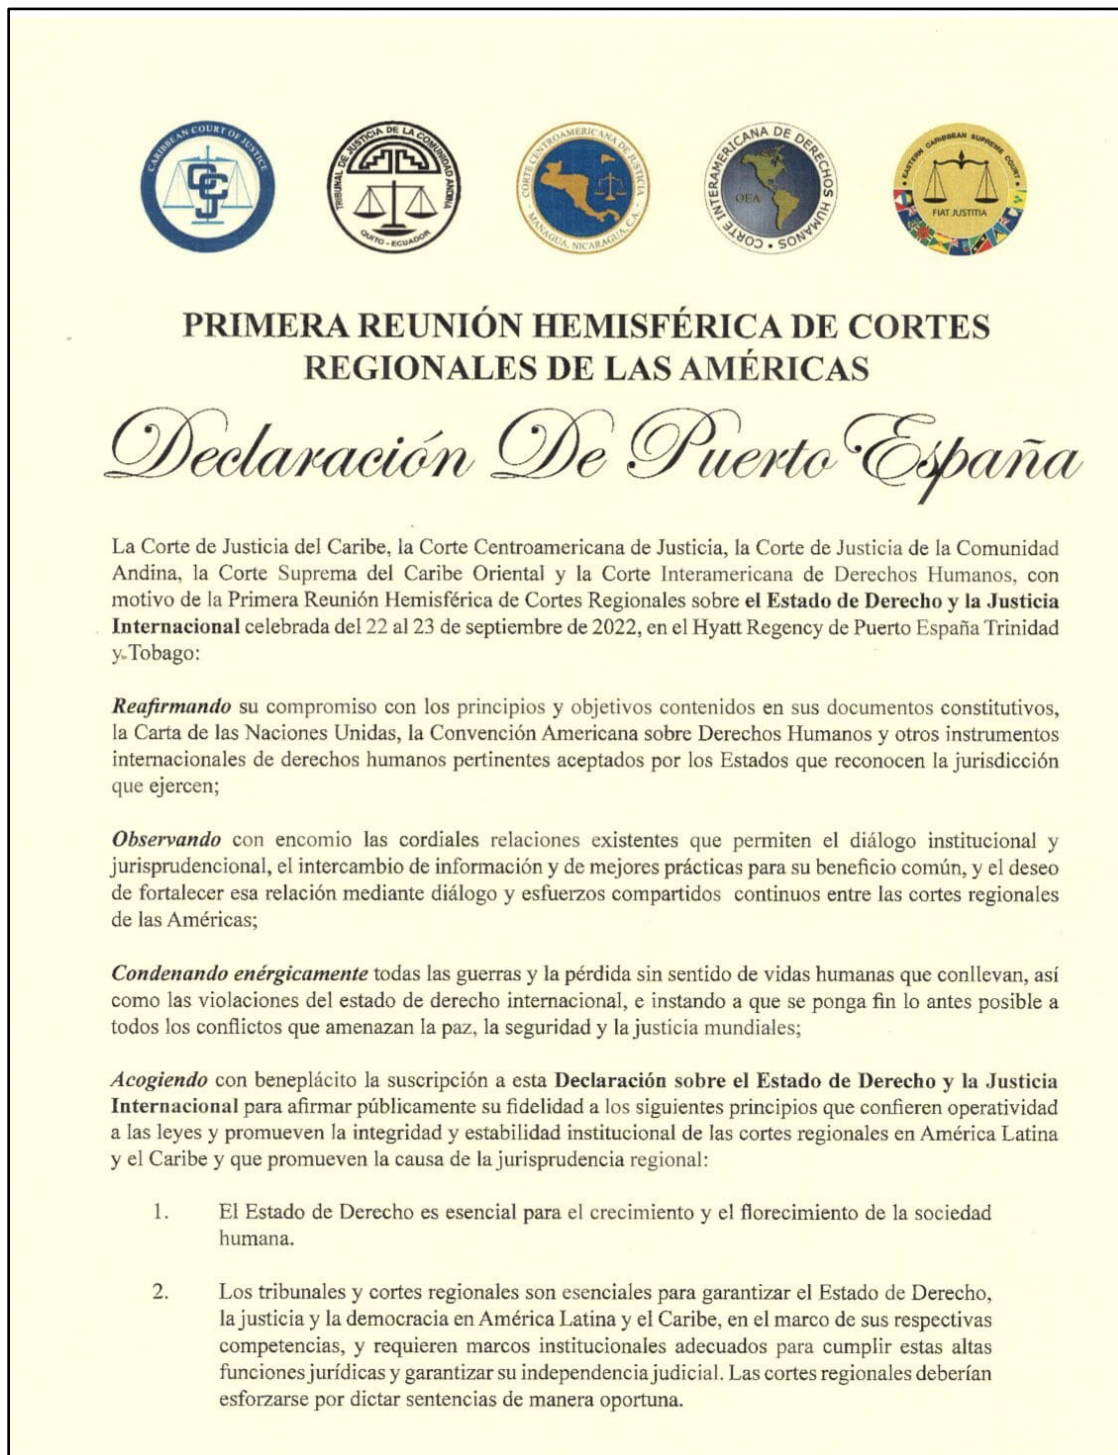 CARIBBEAN COURT OF JUSTICE
CCJ
TRIBUNAL DE JUSTICIA DE LA COMUNIDAD ANDINA
QUITO - ECUADOR
CORTE CENTROAMERICANA DE JUSTICIA
MANAGUA, NICARAGUA, C.A.
CORTE INTERAMERICANA DE DERECHOS HUMANOS
OEA
EASTERN CARIBBEAN SUPREME COURT
FIAT JUSTITIA
PRIMERA REUNIÓN HEMISFÉRICA DE CORTES
REGIONALES DE LAS AMÉRICAS
Declaración De Puerto España
La Corte de Justicia del Caribe, la Corte Centroamericana de Justicia, la Corte de Justicia de la Comunidad
Andina, la Corte Suprema del Caribe Oriental y la Corte Interamericana de Derechos Humanos, con
motivo de la Primera Reunión Hemisférica de Cortes Regionales sobre el Estado de Derecho y la Justicia
Internacional celebrada del 22 al 23 de septiembre de 2022, en el Hyatt Regency de Puerto España Trinidad
y Tobago:
Reafirmando su compromiso con los principios y objetivos contenidos en sus documentos constitutivos,
la Carta de las Naciones Unidas, la Convención Americana sobre Derechos Humanos y otros instrumentos
internacionales de derechos humanos pertinentes aceptados por los Estados que reconocen la jurisdicción
que ejercen;
Observando con encomio las cordiales relaciones existentes que permiten el diálogo institucional y
jurisprudencional, el intercambio de información y de mejores prácticas para su beneficio común, y el deseo
de fortalecer esa relación mediante diálogo y esfuerzos compartidos continuos entre las cortes regionales
de las Américas;
Condenando enérgicamente todas las guerras y la pérdida sin sentido de vidas humanas que conllevan, así
como las violaciones del estado de derecho internacional, e instando a que se ponga fin lo antes posible a
todos los conflictos que amenazan la paz, la seguridad y la justicia mundiales;
Acogiendo con beneplácito la suscripción a esta Declaración sobre el Estado de Derecho y la Justicia
Internacional para afirmar públicamente su fidelidad a los siguientes principios que confieren operatividad
a las leyes y promueven la integridad y estabilidad institucional de las cortes regionales en América Latina
y el Caribe y que promueven la causa de la jurisprudencia regional:
1. El Estado de Derecho es esencial para el crecimiento y el florecimiento de la sociedad
humana.
2. Los tribunales y cortes regionales son esenciales para garantizar el Estado de Derecho,
la justicia y la democracia en América Latina y el Caribe, en el marco de sus respectivas
competencias, y requieren marcos institucionales adecuados para cumplir estas altas
funciones jurídicas y garantizar su independencia judicial. Las cortes regionales deberían
esforzarse por dictar sentencias de manera oportuna.